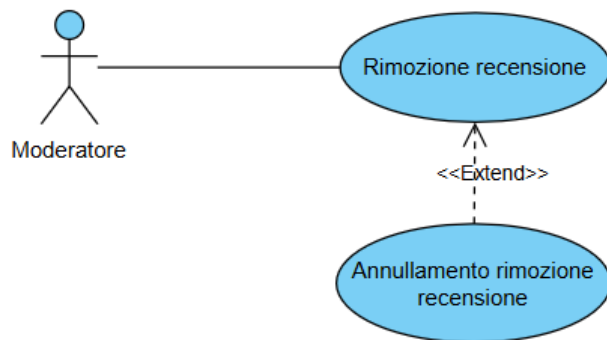 Rimozione recensione
Moderatore
<<Extend>>
Annullamento rimozione
recensione